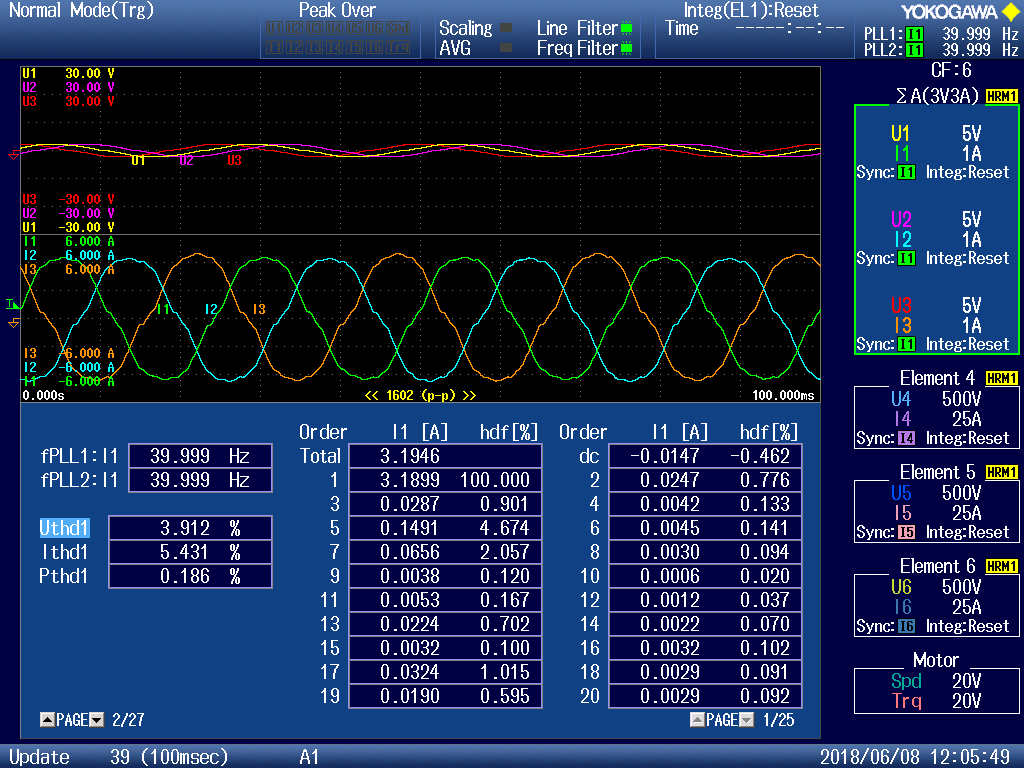 Normal Mode(Trg)
Peak Over
U1 U2 U3 U4 U5 U6 Spd
I1 I2 I3 I4 I5 I6 Trq
Scaling
AVG
Line Filter
Freq Filter
Integ(EL1):Reset
Time -----:--:--
YOKOGAWA
PLL1: I1 39.999 Hz
PLL2: I1 39.999 Hz
CF:6
U1 30.00 V
U2 30.00 V
U3 30.00 V
U1 U2 U3
U3 -30.00 V
U2 -30.00 V
U1 -30.00 V
I1 6.000 A
I2 6.000 A
I3 6.000 A
T
I1 I2 I3
I3 -6.000 A
I2 -6.000 A
I1 -6.000 A
0.000s << 1602 (p-p) >> 100.000ms
ΣA(3V3A) HRM1
U1 5V
I1 1A
Sync: I1 Integ:Reset
U2 5V
I2 1A
Sync: I1 Integ:Reset
U3 5V
I3 1A
Sync: I1 Integ:Reset
Element 4 HRM1
U4 500V
I4 25A
Sync: I4 Integ:Reset
Element 5 HRM1
U5 500V
I5 25A
Sync: I5 Integ:Reset
Element 6 HRM1
U6 500V
I6 25A
Sync: I6 Integ:Reset
Motor
Spd 20V
Trq 20V
fPLL1:I1 39.999 Hz
fPLL2:I1 39.999 Hz
Uthd1 3.912 %
Ithd1 5.431 %
Pthd1 0.186 %
PAGE 2/27
Order I1 [A] hdf[%]
Total 3.1946
1 3.1899 100.000
3 0.0287 0.901
5 0.1491 4.674
7 0.0656 2.057
9 0.0038 0.120
11 0.0053 0.167
13 0.0224 0.702
15 0.0032 0.100
17 0.0324 1.015
19 0.0190 0.595
Order I1 [A] hdf[%]
dc -0.0147 -0.462
2 0.0247 0.776
4 0.0042 0.133
6 0.0045 0.141
8 0.0030 0.094
10 0.0006 0.020
12 0.0012 0.037
14 0.0022 0.070
16 0.0032 0.102
18 0.0029 0.091
20 0.0029 0.092
PAGE 1/25
Update 39 (100msec) A1 2018/06/08 12:05:49